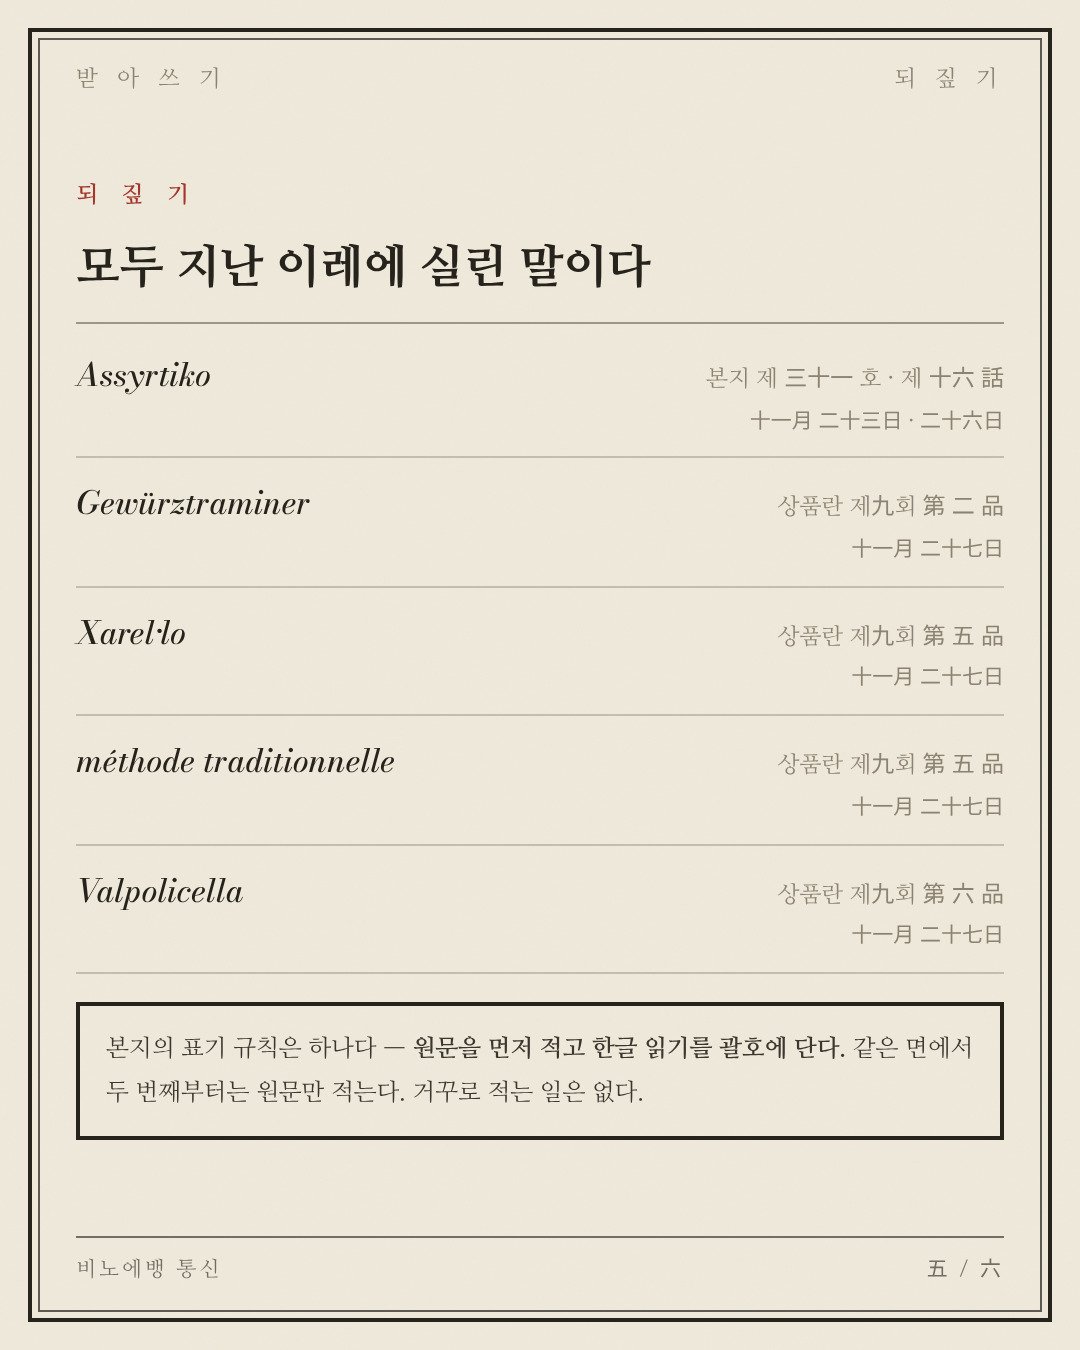 받아쓰기
되짚기
되짚기
모두 지난 이레에 실린 말이다
Assyrtiko
본지 제 三十一 호 · 제 十六 話
十一月 二十三日 · 二十六日
Gewürztraminer
상품란 제九회 第 二 品
十一月 二十七日
Xarel·lo
상품란 제九회 第 五 品
十一月 二十七日
méthode traditionnelle
상품란 제九회 第 五 品
十一月 二十七日
Valpolicella
상품란 제九회 第 六 品
十一月 二十七日
본지의 표기 규칙은 하나다 — 원문을 먼저 적고 한글 읽기를 괄호에 단다. 같은 면에서
두 번째부터는 원문만 적는다. 거꾸로 적는 일은 없다.
비노에뱅 통신
五 / 六